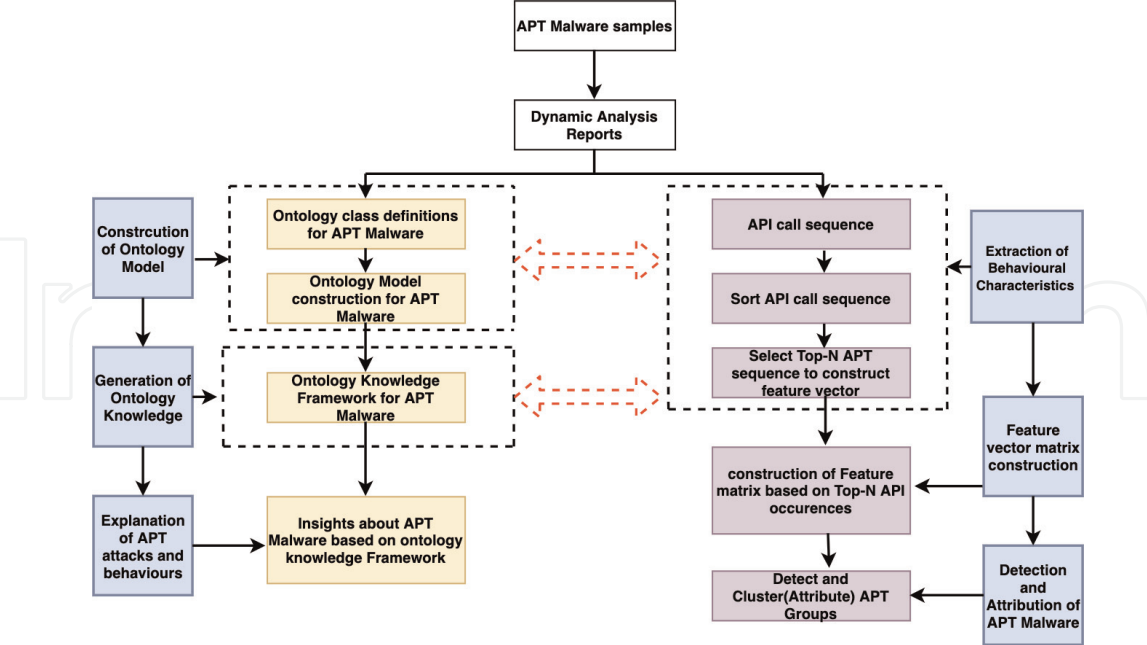 APT Malware samples
Dynamic Analysis
Reports
Constrcution
of Ontology
Model
Ontology class definitions
for APT Malware
Ontology Model
construction for APT
Malware
API call sequence
Sort API call sequence
Select Top-N APT
sequence to construct
feature vector
Extraction of
Behavioural
Characteristics
Generation of
Ontology
Knowledge
Ontology Knowledge
Framework for APT
Malware
Feature
vector matrix
construction
construction of Feature
matrix based on Top-N API
occurences
Explanation
of APT
attacks and
behaviours
Insights about APT
Malware based on ontology
knowledge Framework
Detect and
Cluster(Attribute) APT
Groups
Detection
and
Attribution of
APT Malware